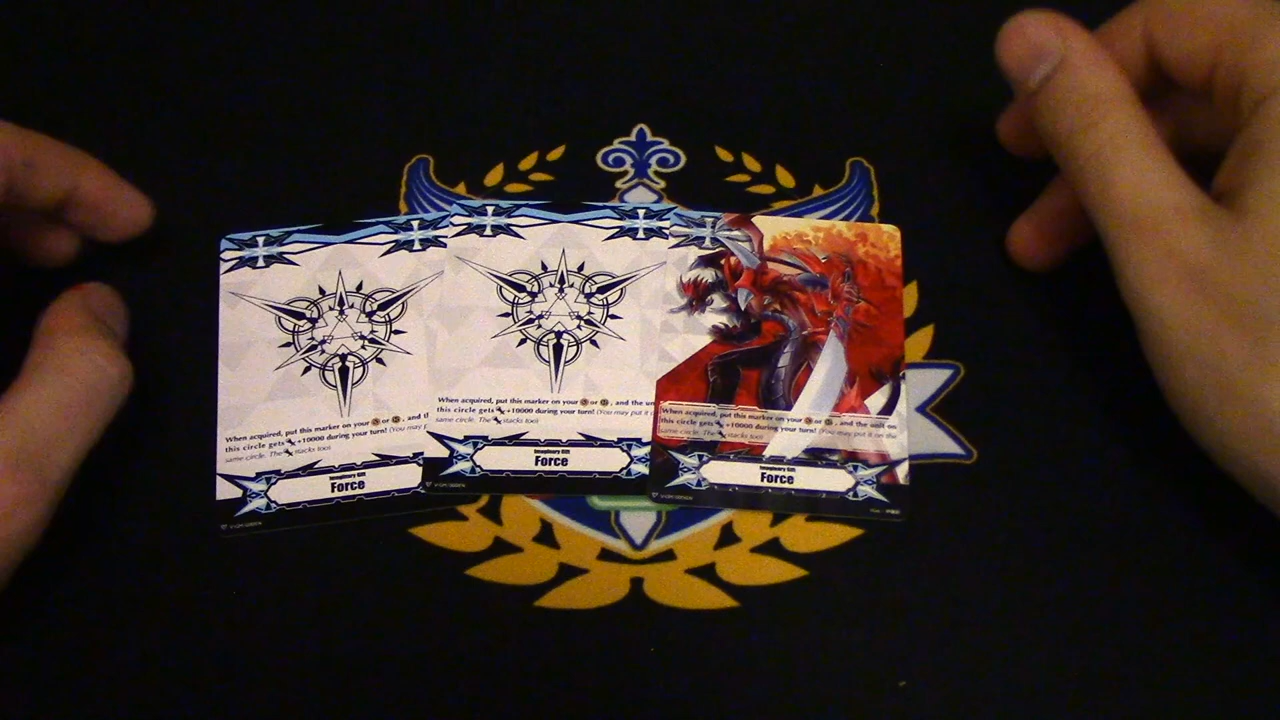 When acquired, put this marker on your or , and the
this circle gets +10000 during your turn! (You may
same circle. The stacks too)
Imaginary Gift
Force
When acquired, put this marker on your or , and the
this circle gets +10000 during your turn! (You may put it
same circle. The stacks too)
Imaginary Gift
Force
When acquired, put this marker on your or , and the unit on
this circle gets +10000 during your turn! (You may put it on the
same circle. The stacks too)
Imaginary Gift
Force